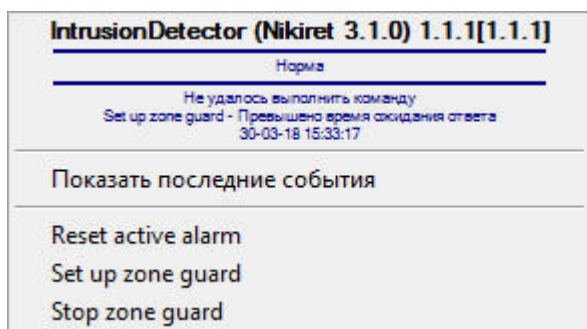 IntrusionDetector (Nikiret 3.1.0) 1.1.1[1.1.1]
Норма
Не удалось выполнить команду
Set up zone guard - Превышено время ожидания ответа
30-03-18 15:33:17
Показать последние события
Reset active alarm
Set up zone guard
Stop zone guard